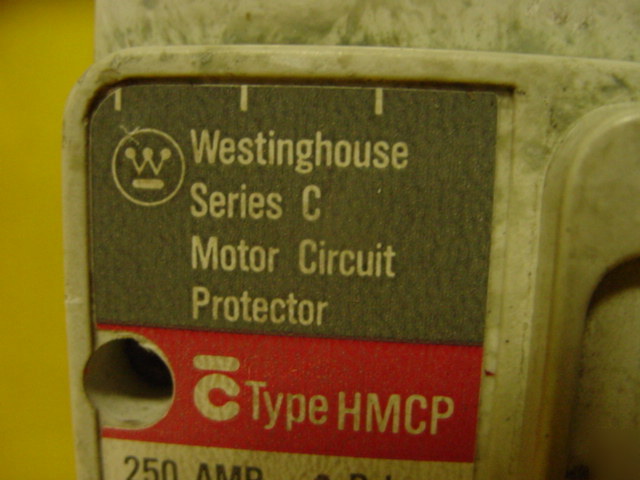 Westinghouse
Series C
Motor Circuit
Protector
C Type HMCP
250 AMP